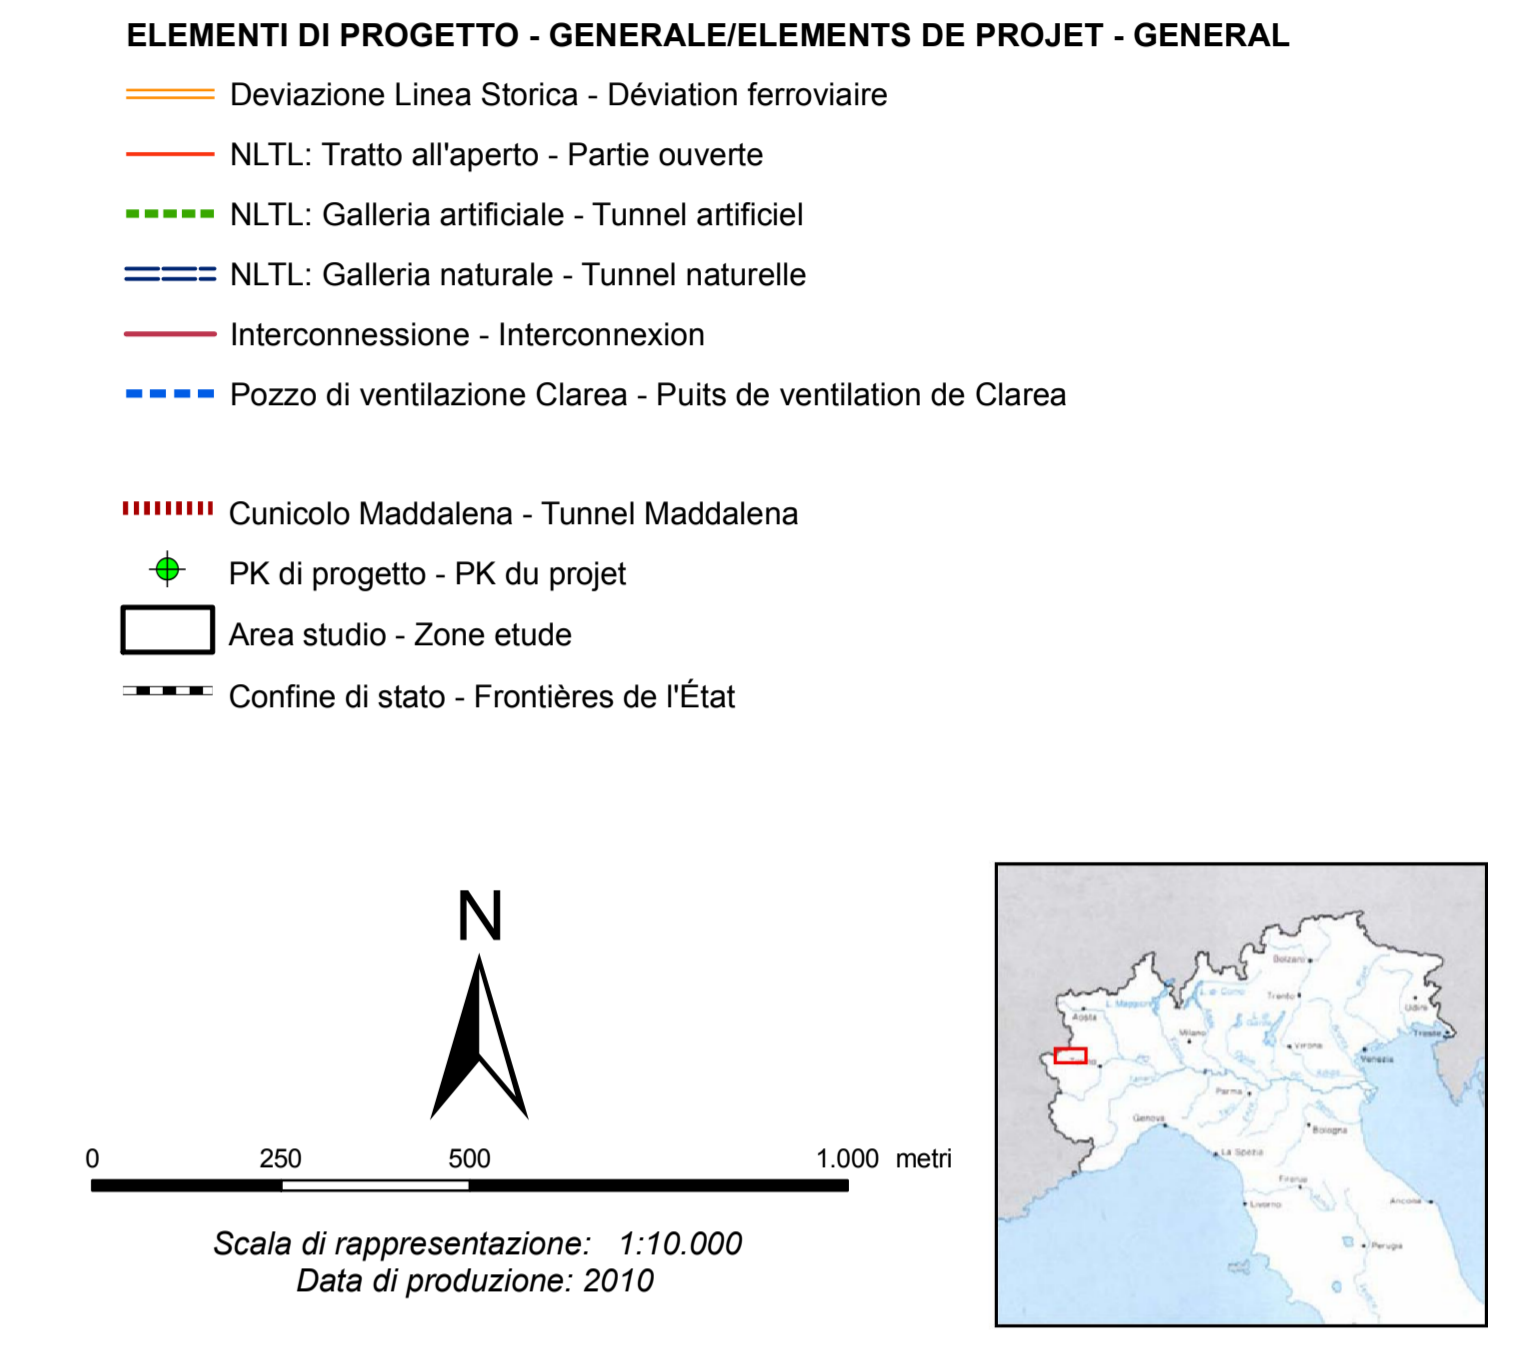 ELEMENTI DI PROGETTO - GENERALE/ELEMENTS DE PROJET - GENERAL
Deviazione Linea Storica - Déviation ferroviaire
NLTL: Tratto all'aperto - Partie ouverte
NLTL: Galleria artificiale - Tunnel artificiel
NLTL: Galleria naturale - Tunnel naturelle
Interconnessione - Interconnexion
Pozzo di ventilazione Clarea - Puits de ventilation de Clarea
Cunicolo Maddalena - Tunnel Maddalena
PK di progetto - PK du projet
Area studio - Zone etude
Confine di stato - Frontières de l'État
N
0 250 500 1.000 metri
Scala di rappresentazione: 1:10.000
Data di produzione: 2010
Bolzano
Trento
L. di Como
L. Maggiore
Aosta
Udine
Milano
Trieste
Verona
Venezia
Parma
Genova
Bologna
La Spezia
Firenze
Livorno
Ancona
Perugia